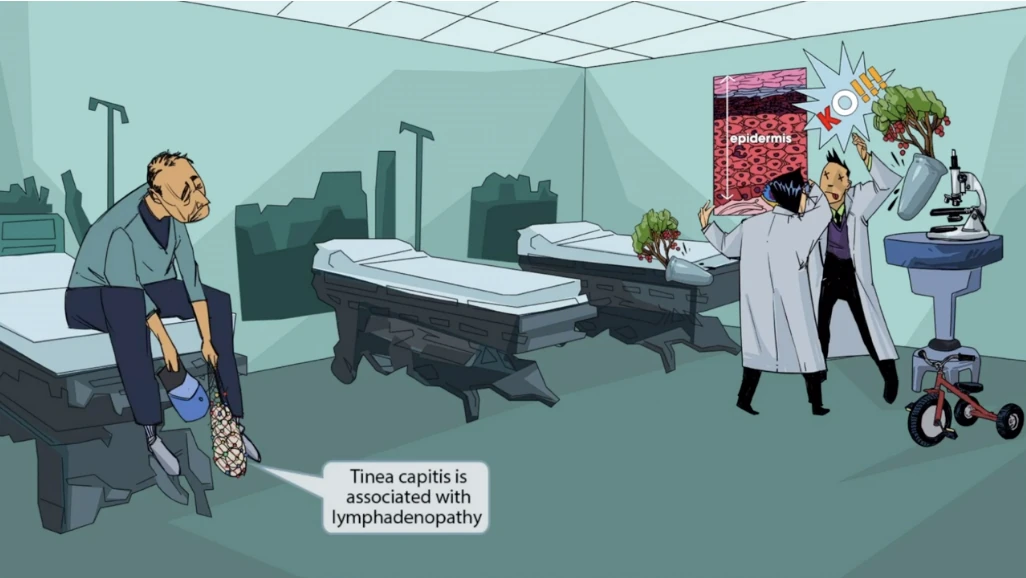 KO!!!
epidermis
Tinea capitis is
associated with
lymphadenopathy